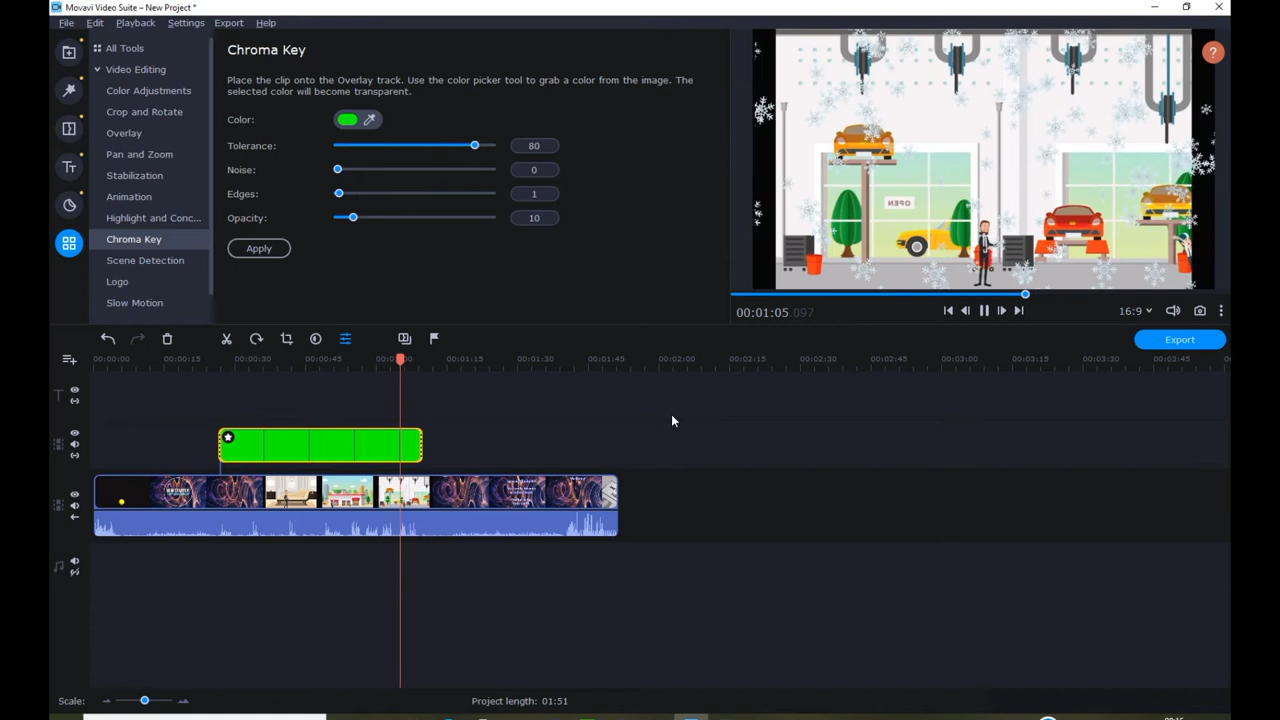 Movavi Video Suite – New Project *
File Edit Playback Settings Export Help
All Tools
Video Editing
Color Adjustments
Crop and Rotate
Overlay
Pan and Zoom
Stabilization
Animation
Highlight and Conc...
Chroma Key
Scene Detection
Logo
Slow Motion
Chroma Key
Place the clip onto the Overlay track. Use the color picker tool to grab a color from the image. The
selected color will become transparent.
Color:
Tolerance: 80
Noise: 0
Edges: 1
Opacity: 10
Apply
?
OPEN
00:01:05.097
16:9
Export
00:00:00 00:00:15 00:00:30 00:00:45 00:01:15 00:01:30 00:01:45 00:02:00 00:02:15 00:02:30 00:02:45 00:03:00 00:03:15 00:03:30 00:03:45
Scale:
Project length: 01:51